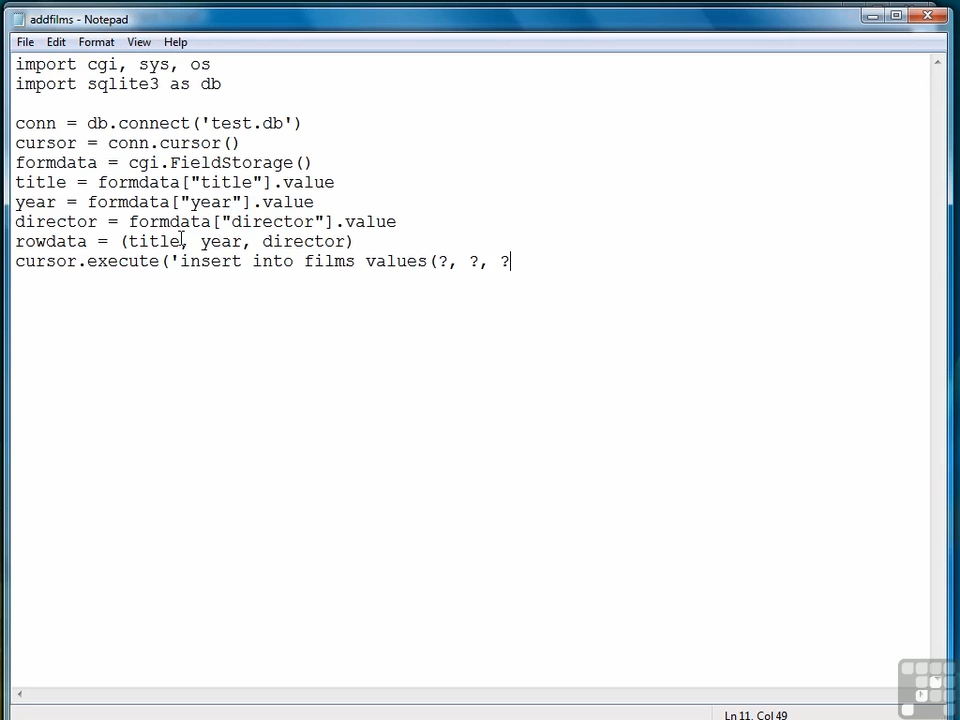 addfilms - Notepad
File Edit Format View Help
import cgi, sys, os
import sqlite3 as db
conn = db.connect('test.db')
cursor = conn.cursor()
formdata = cgi.FieldStorage()
title = formdata["title"].value
year = formdata["year"].value
director = formdata["director"].value
rowdata = (title, year, director)
cursor.execute('insert into films values(?, ?, ?
Ln 11, Col 49